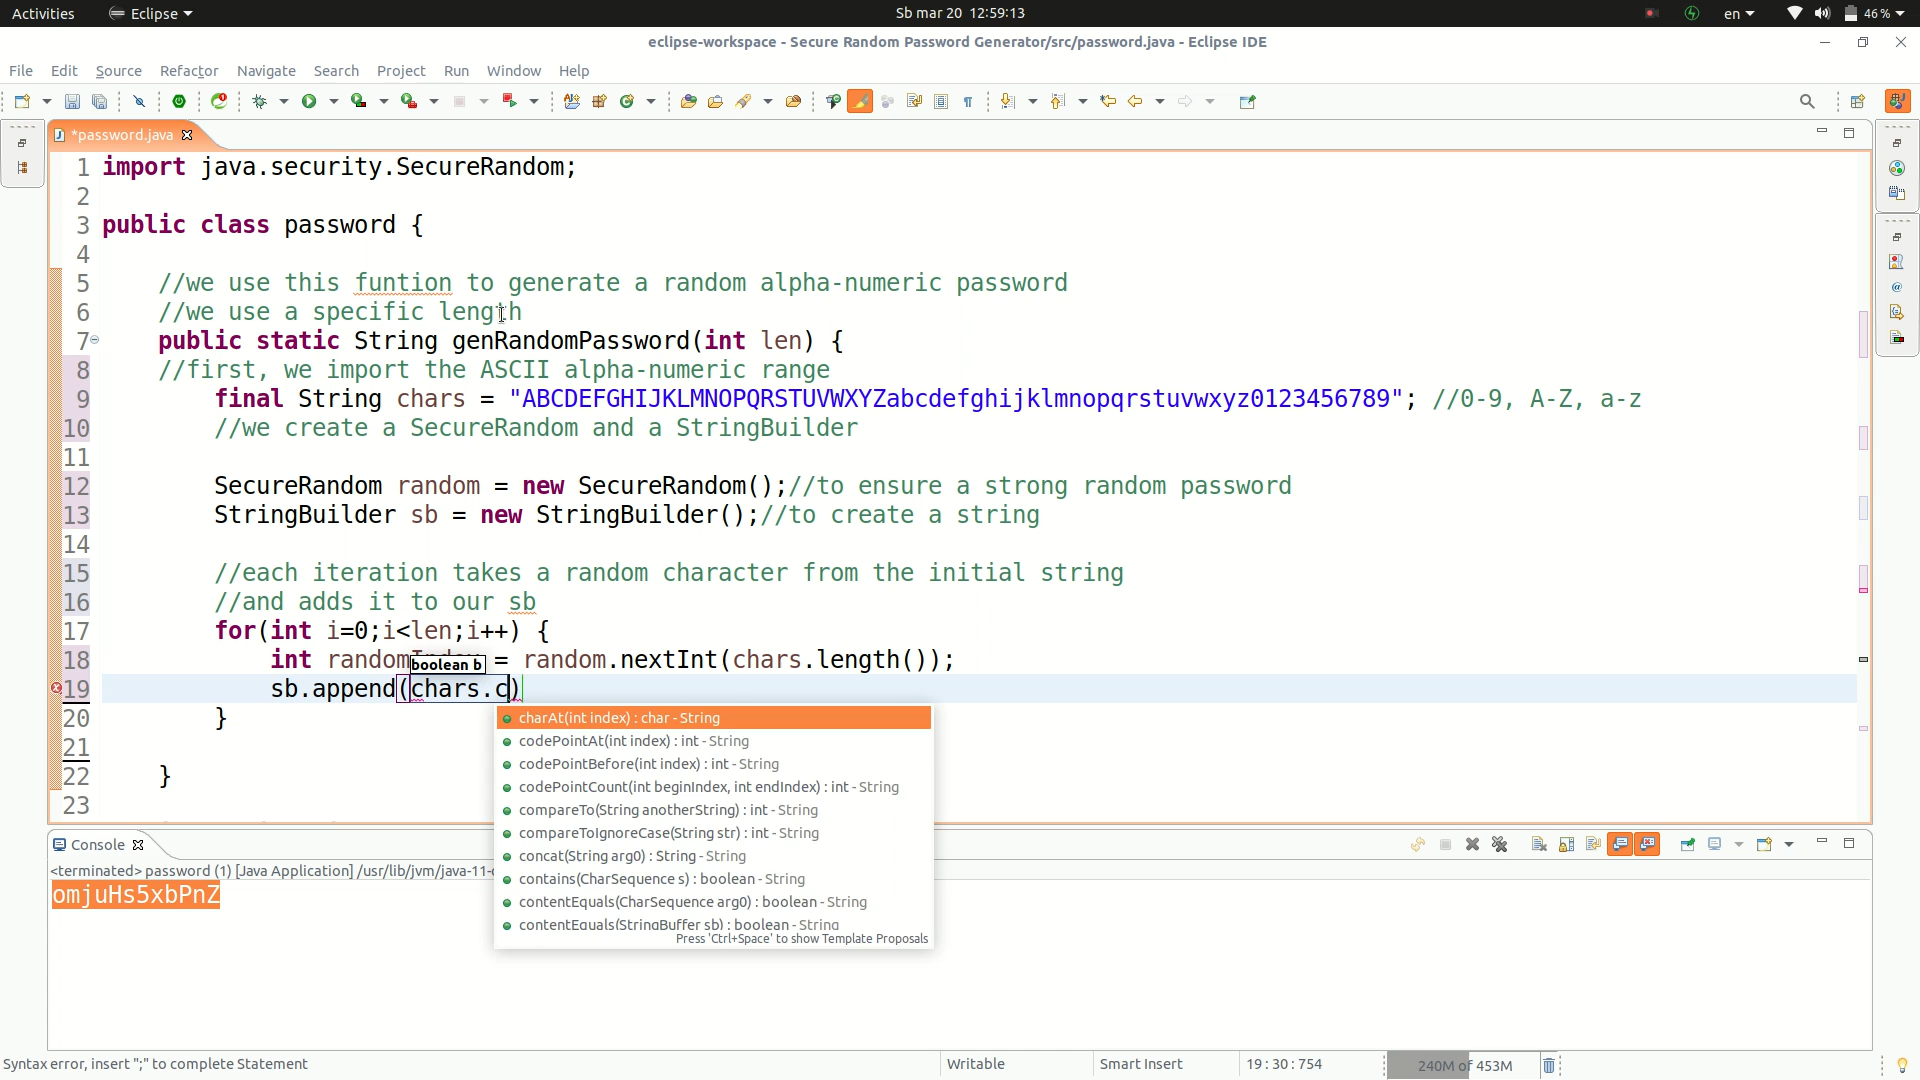 Activities Eclipse Sb mar 20 12:59:13 en 46 %
eclipse-workspace - Secure Random Password Generator/src/password.java - Eclipse IDE
File Edit Source Refactor Navigate Search Project Run Window Help
*password.java
1 import java.security.SecureRandom;
2
3 public class password {
4
5 //we use this funtion to generate a random alpha-numeric password
6 //we use a specific length
7 public static String genRandomPassword(int len) {
8 //first, we import the ASCII alpha-numeric range
9 final String chars = "ABCDEFGHIJKLMNOPQRSTUVWXYZabcdefghijklmnopqrstuvwxyz0123456789"; //0-9, A-Z, a-z
10 //we create a SecureRandom and a StringBuilder
11
12 SecureRandom random = new SecureRandom();//to ensure a strong random password
13 StringBuilder sb = new StringBuilder();//to create a string
14
15 //each iteration takes a random character from the initial string
16 //and adds it to our sb
17 for(int i=0;i<len;i++) {
18 int random = random.nextInt(chars.length());
boolean b
19 sb.append(chars.c)
20 }
21
22 }
23
charAt(int index) : char - String
codePointAt(int index) : int - String
codePointBefore(int index) : int - String
codePointCount(int beginIndex, int endIndex) : int - String
compareTo(String anotherString) : int - String
compareToIgnoreCase(String str) : int - String
concat(String arg0) : String - String
contains(CharSequence s) : boolean - String
contentEquals(CharSequence arg0) : boolean - String
contentEquals(StringBuffer sb) : boolean - String
Press 'Ctrl+Space' to show Template Proposals
Console
<terminated> password (1) [Java Application] /usr/lib/jvm/java-11-
omjuHs5xbPnZ
Syntax error, insert ";" to complete Statement Writable Smart Insert 19 : 30 : 754 240M of 453M